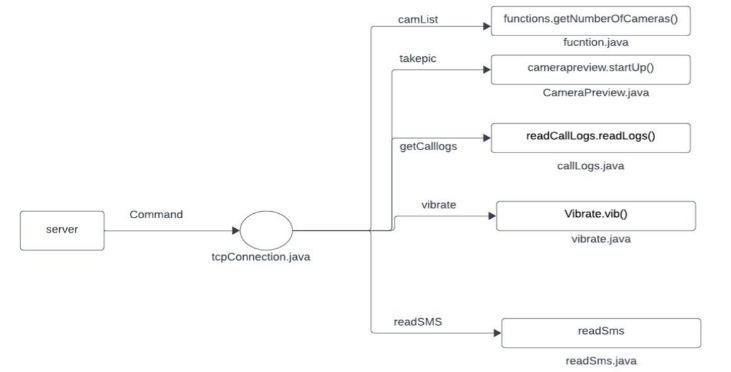 camList
functions.getNumberOfCameras()
fucntion.java
takepic
camerapreview.startUp()
CameraPreview.java
getCalllogs
readCallLogs.readLogs()
callLogs.java
server
Command
tcpConnection.java
vibrate
Vibrate.vib()
vibrate.java
readSMS
readSms
readSms.java